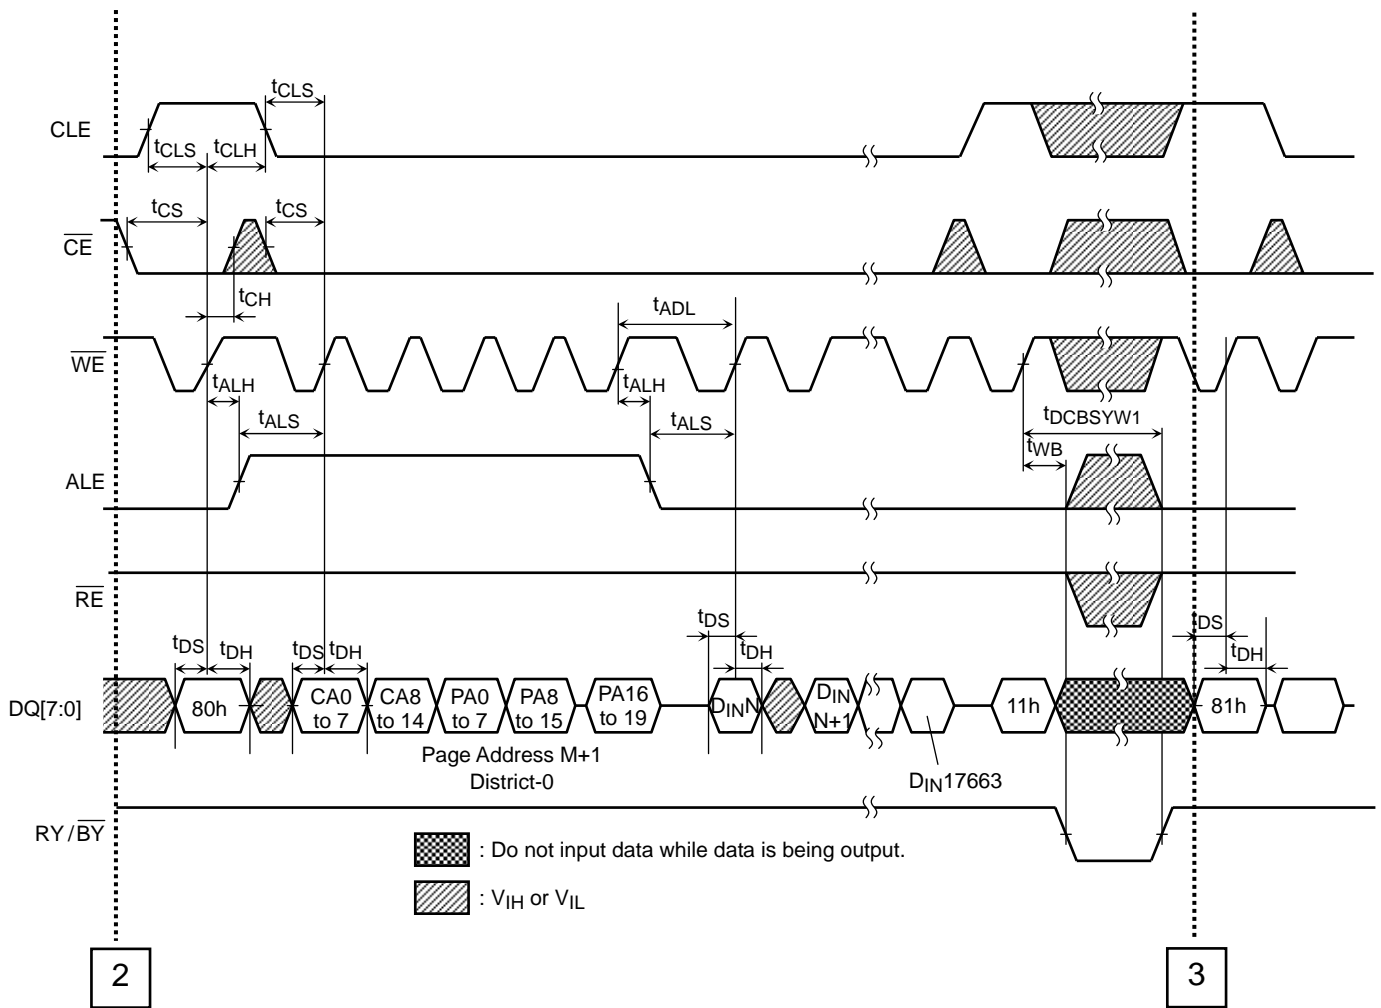 tCLS
CLE
tCLS
tCLH
tCS
tCS
CE
tCH
tADL
WE
tALH
tALH
tALS
tALS
tDCBSYW1
tWB
ALE
RE
tDS
tDH
tDS
tDH
tDS
tDH
tDS
tDH
DQ[7:0]
80h
CA0 to 7
CA8 to 14
PA0 to 7
PA8 to 15
PA16 to 19
DINN
DIN N+1
11h
81h
Page Address M+1
District-0
DIN17663
RY/BY
: Do not input data while data is being output.
: VIH or VIL
2
3